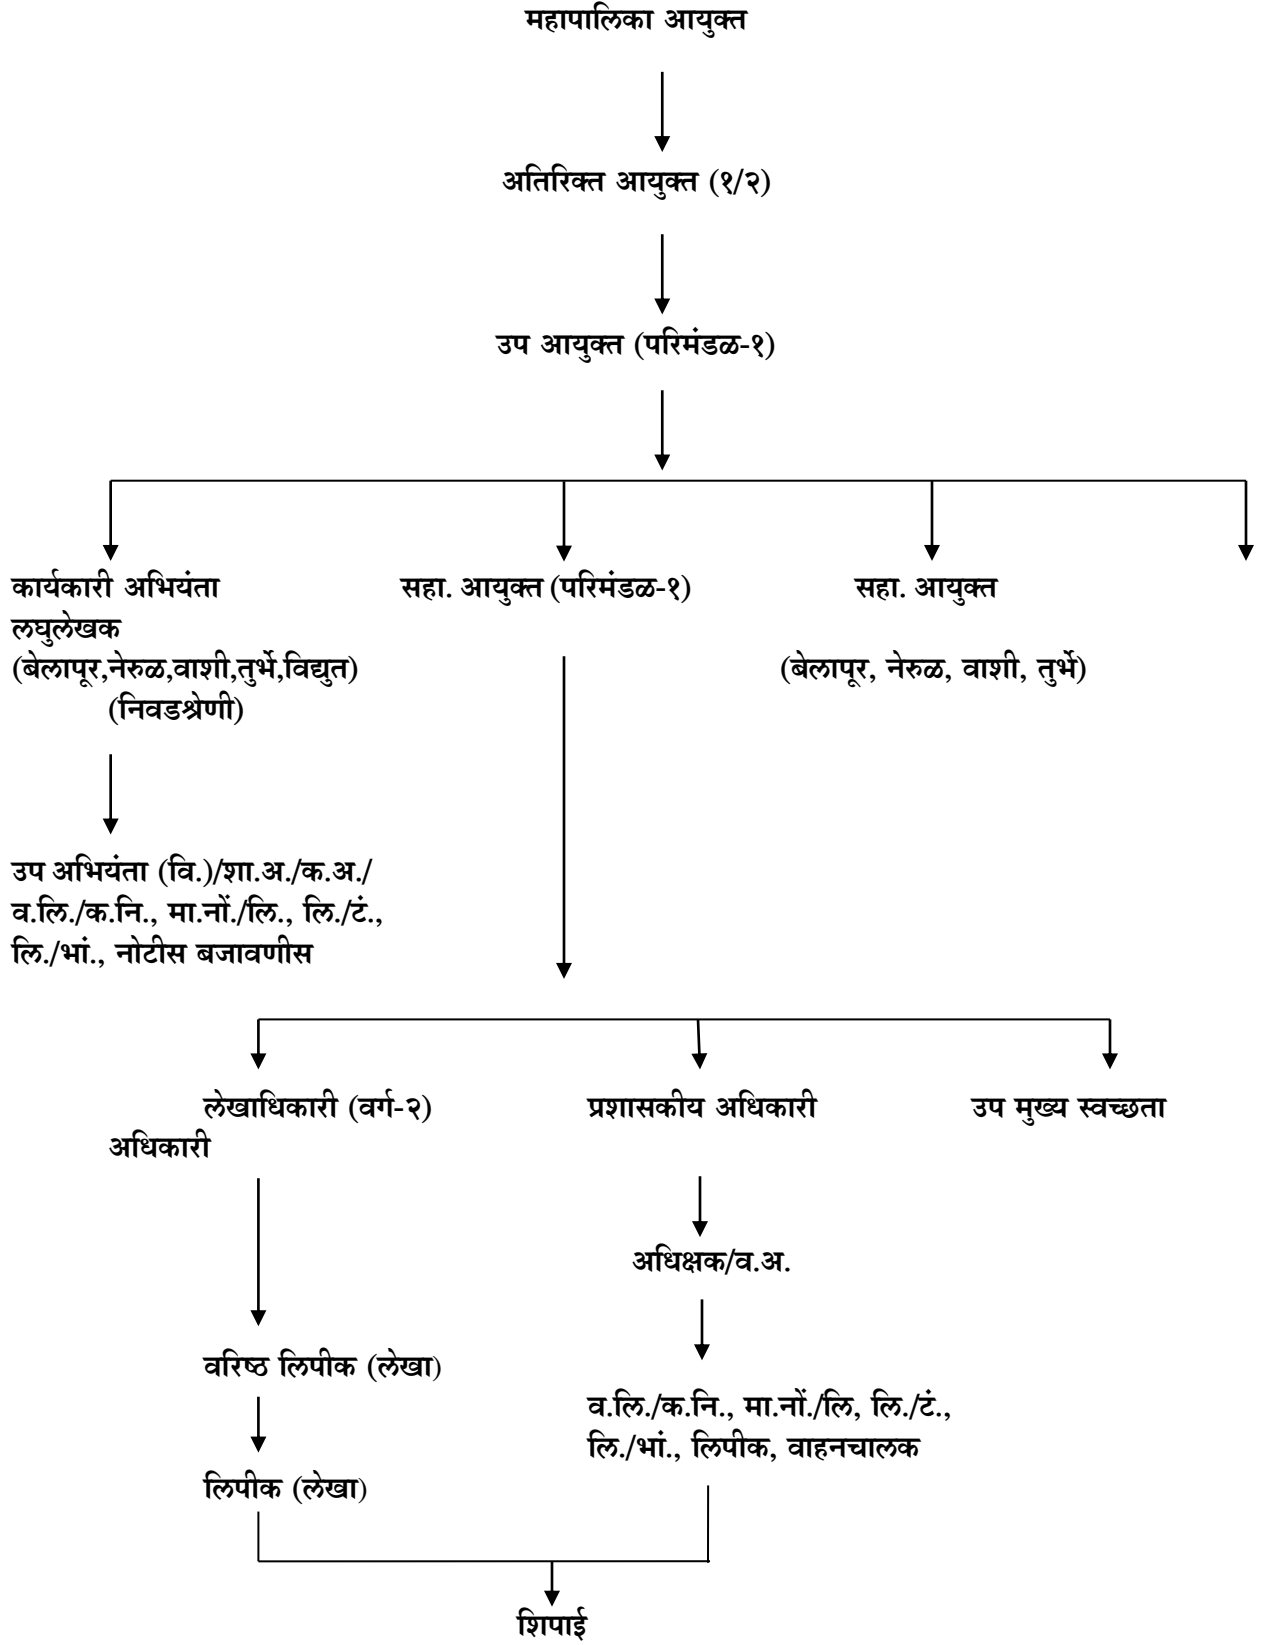 महापालिका आयुक्त
अतिरिक्त आयुक्त (१/२)
उप आयुक्त (परिमंडळ-१)
कार्यकारी अभियंता सहा. आयुक्त (परिमंडळ-१) सहा. आयुक्त
लघुलेखक
(बेलापूर,नेरुळ,वाशी,तुर्भे,विद्युत) (बेलापूर, नेरुळ, वाशी, तुर्भे)
(निवडश्रेणी)
उप अभियंता (वि.)/शा.अ./क.अ./
व.लि./क.नि., मा.नों./लि., लि./टं.,
लि./भां., नोटीस बजावणीस
लेखाधिकारी (वर्ग-२) प्रशासकीय अधिकारी उप मुख्य स्वच्छता
अधिकारी
अधिक्षक/व.अ.
वरिष्ठ लिपीक (लेखा)
व.लि./क.नि., मा.नों./लि, लि./टं.,
लि./भां., लिपीक, वाहनचालक
लिपीक (लेखा)
शिपाई